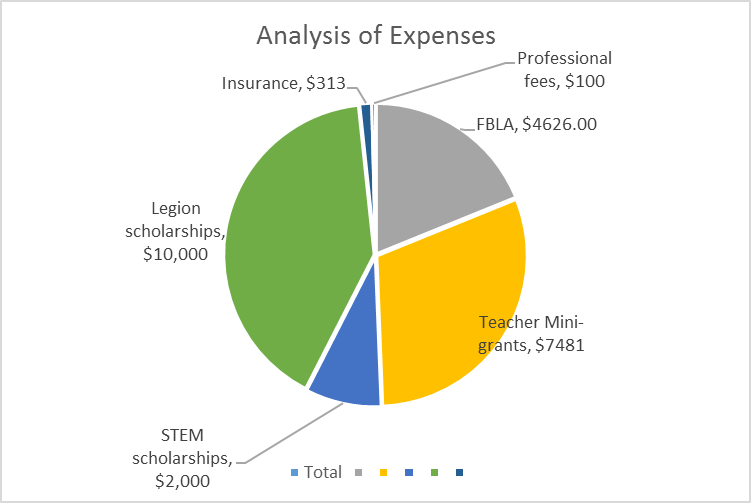 Analysis of Expenses
Professional
fees, $100
Insurance, $313
FBLA, $4626.00
Legion
scholarships,
$10,000
Teacher Mini-
grants, $7481
STEM
scholarships,
$2,000
Total